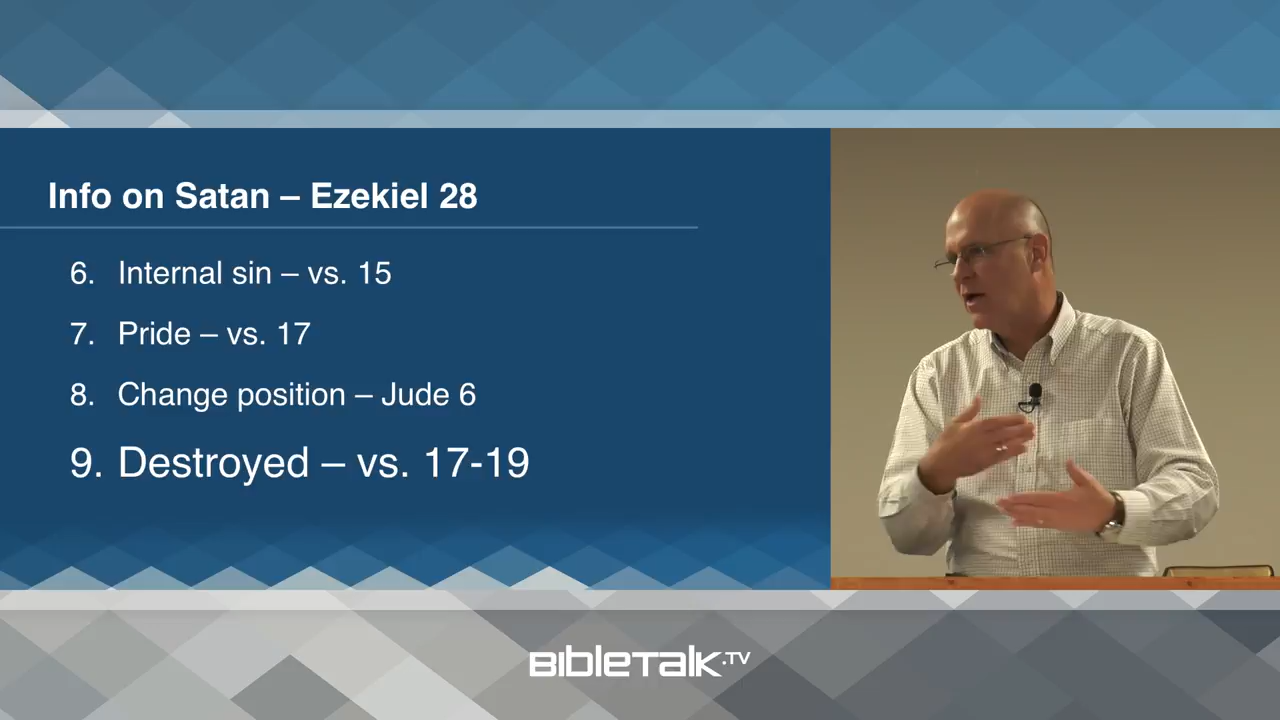 Info on Satan – Ezekiel 28
6. Internal sin – vs. 15
7. Pride – vs. 17
8. Change position – Jude 6
9. Destroyed – vs. 17-19
BIBLETALK.TV